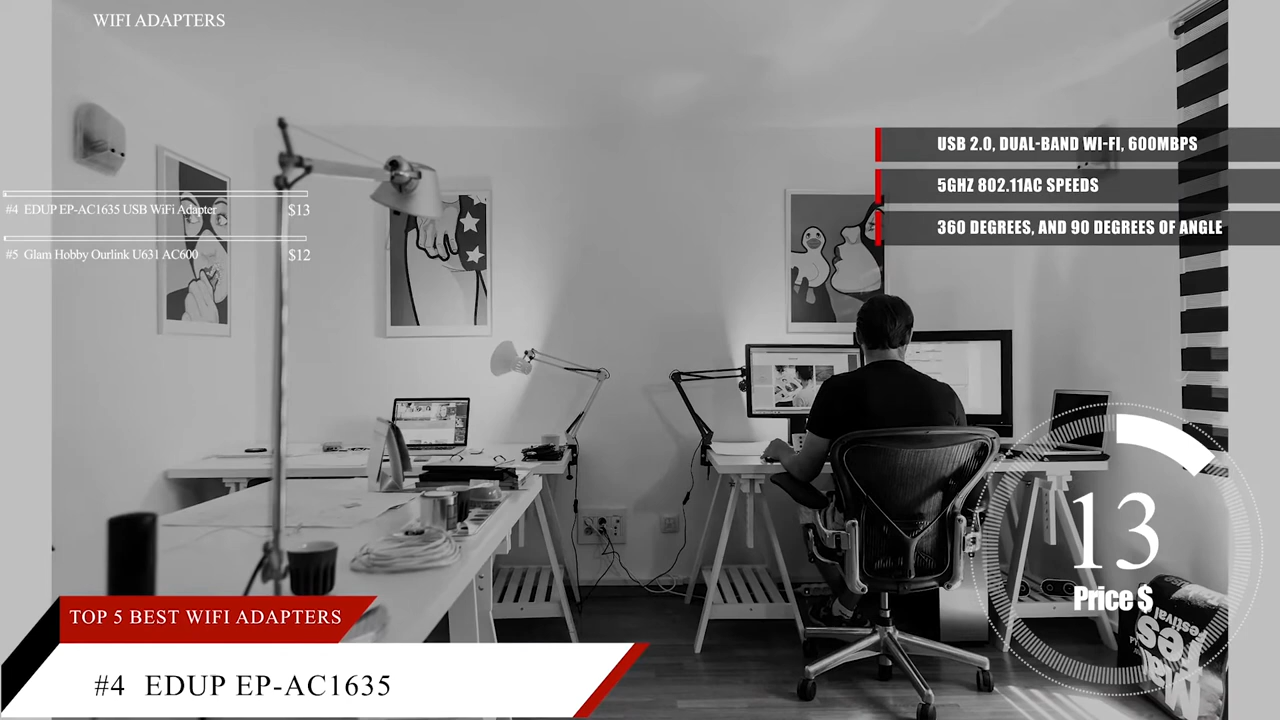 WIFI ADAPTERS
USB 2.0, DUAL-BAND WI-FI, 600MBPS
5GHZ 802.11AC SPEEDS
360 DEGREES, AND 90 DEGREES OF ANGLE
#4 EDUP EP-AC1635 USB WiFi Adapter $13
#5 Glam Hobby Ourlink U631 AC600 $12
13
Price $
Festival
TOP 5 BEST WIFI ADAPTERS
#4 EDUP EP-AC1635